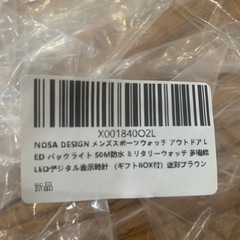 X001840O2L
NOSA DESIGN メンズスポーツウォッチ アウトドア L
ED バックライト 50M防水 ミリタリーウォッチ 多機能
LEDデジタル表示時計 (ギフトBOX付) 迷彩ブラウン
新品